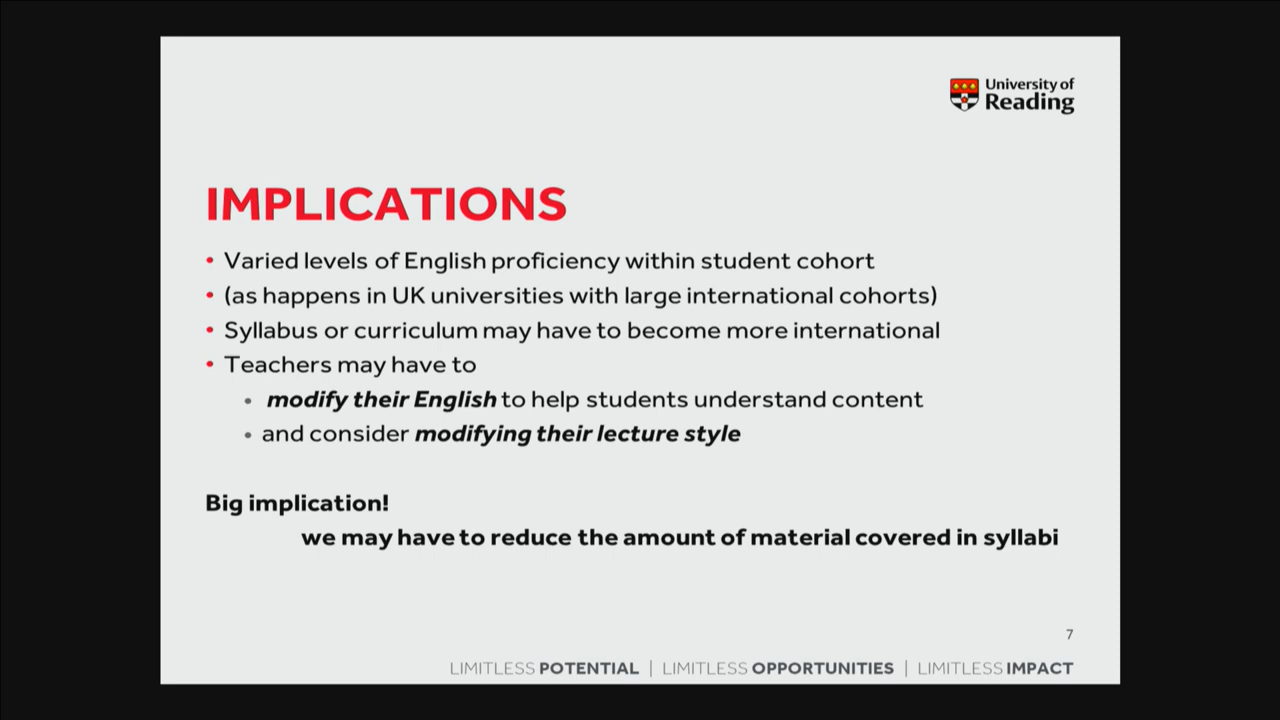 University of
Reading
IMPLICATIONS
• Varied levels of English proficiency within student cohort
• (as happens in UK universities with large international cohorts)
• Syllabus or curriculum may have to become more international
• Teachers may have to
• modify their English to help students understand content
• and consider modifying their lecture style
Big implication!
we may have to reduce the amount of material covered in syllabi
7
LIMITLESS POTENTIAL | LIMITLESS OPPORTUNITIES | LIMITLESS IMPACT